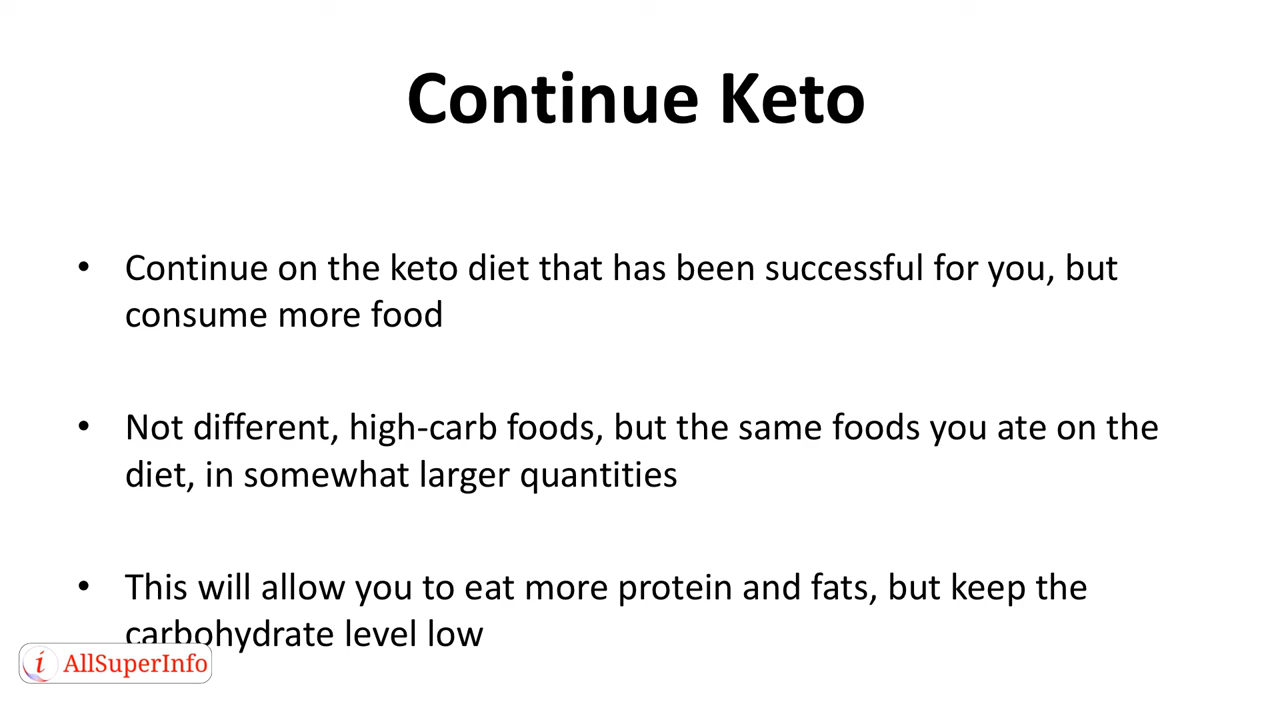 Continue Keto
• Continue on the keto diet that has been successful for you, but
consume more food
• Not different, high-carb foods, but the same foods you ate on the
diet, in somewhat larger quantities
• This will allow you to eat more protein and fats, but keep the
carbohydrate level low
i AllSuperInfo